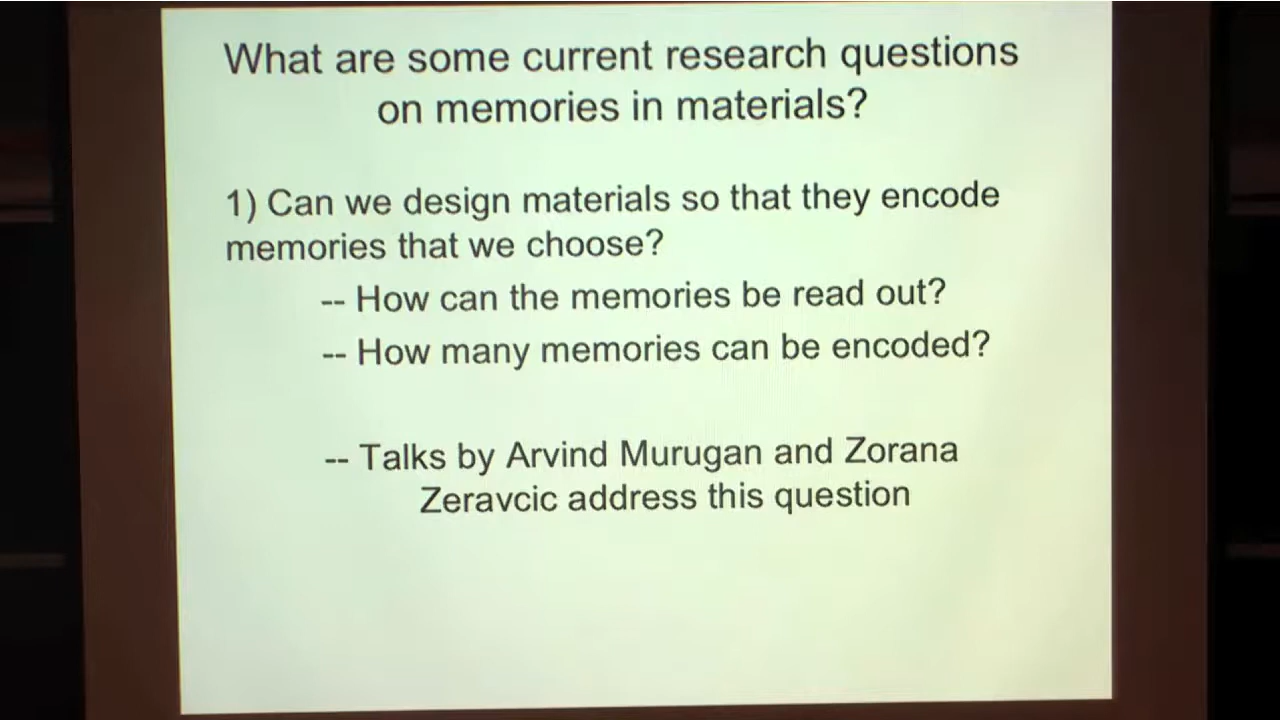 What are some current research questions
on memories in materials?
1) Can we design materials so that they encode
memories that we choose?
-- How can the memories be read out?
-- How many memories can be encoded?
-- Talks by Arvind Murugan and Zorana
Zeravcic address this question